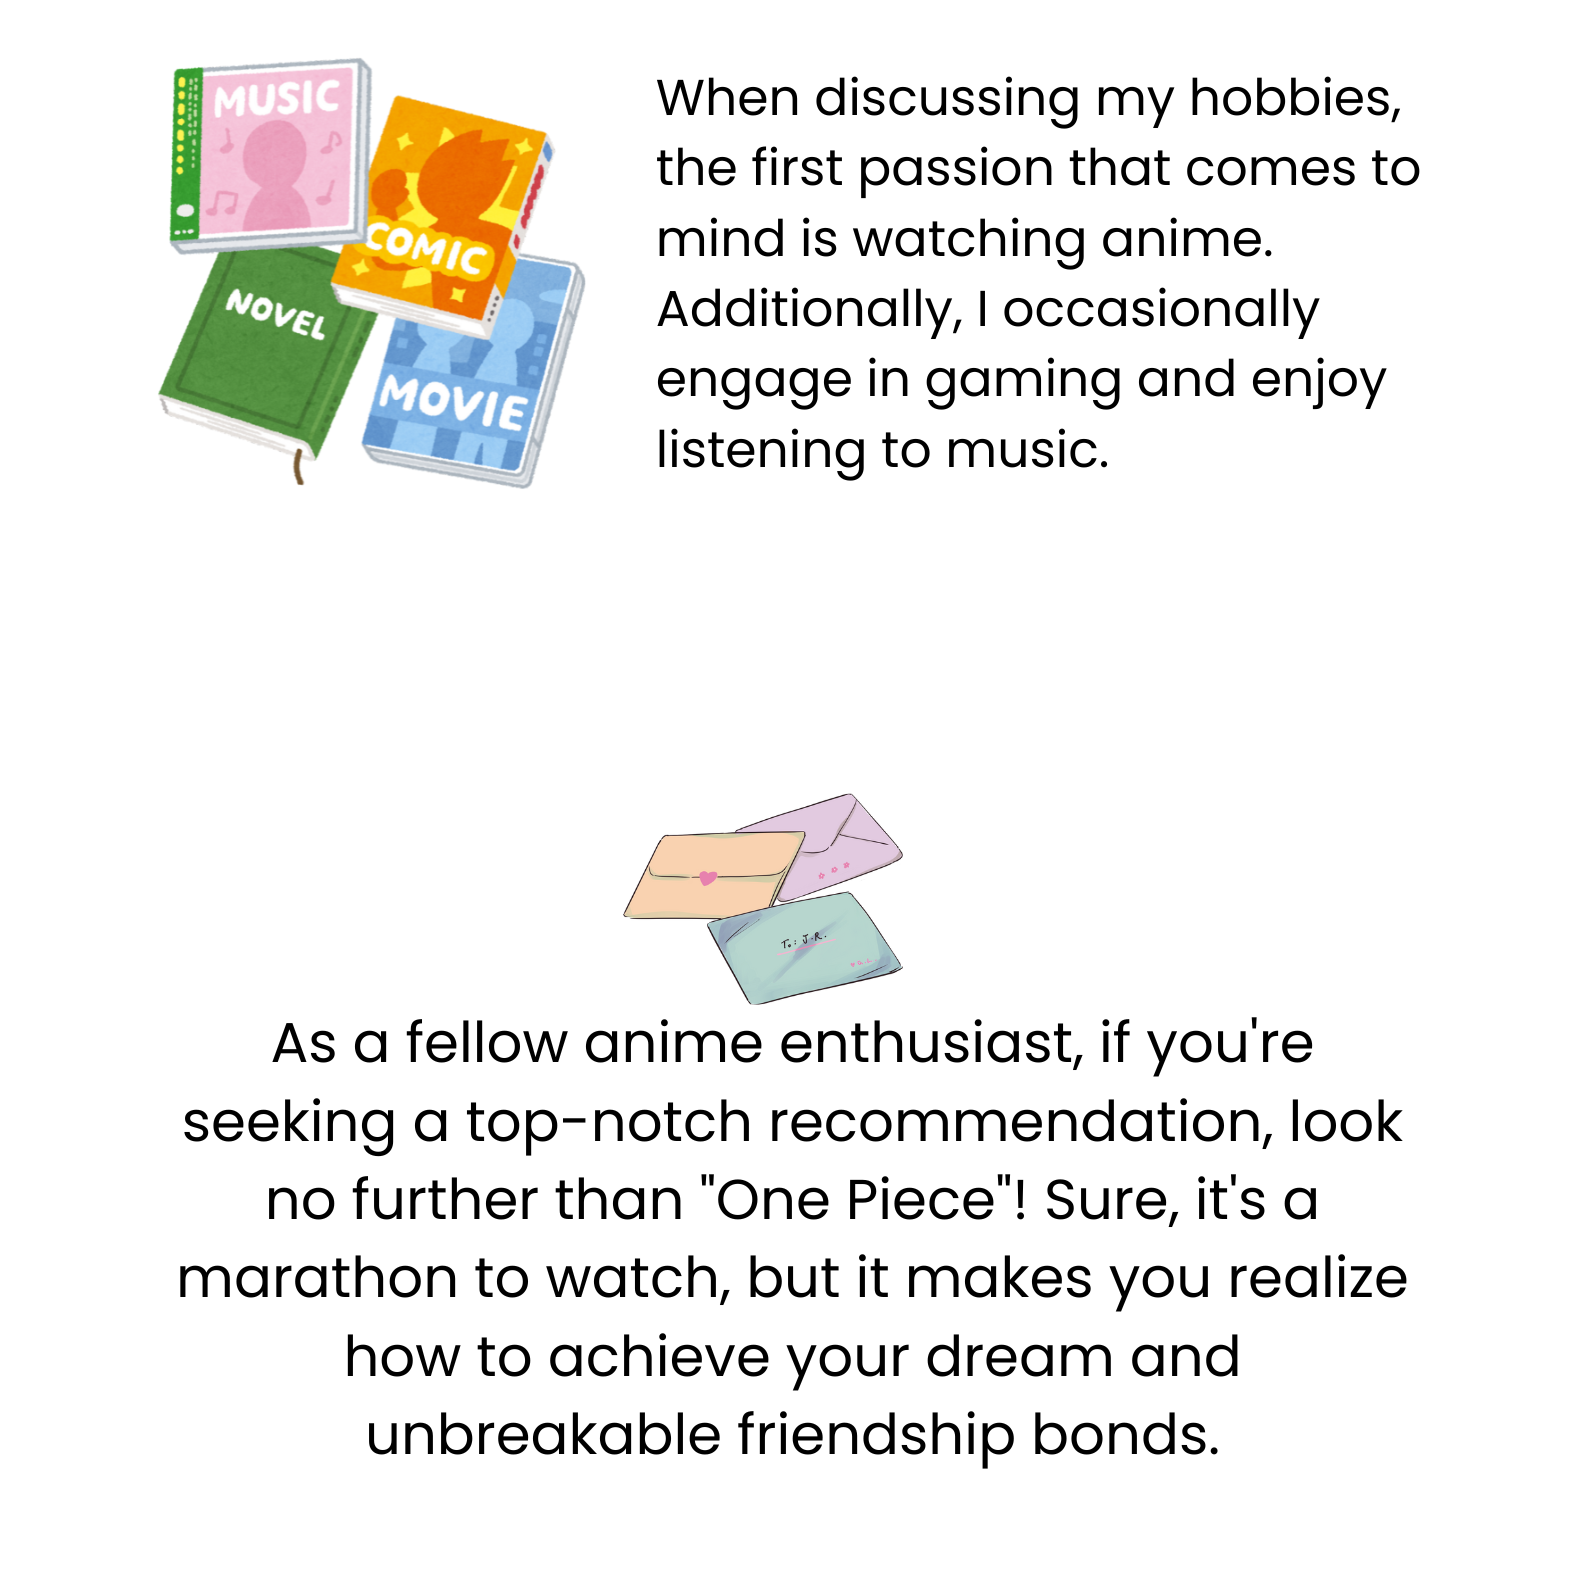 MUSIC
COMIC
NOVEL
MOVIE
When discussing my hobbies,
the first passion that comes to
mind is watching anime.
Additionally, I occasionally
engage in gaming and enjoy
listening to music.
To: J.R.
As a fellow anime enthusiast, if you're
seeking a top-notch recommendation, look
no further than "One Piece"! Sure, it's a
marathon to watch, but it makes you realize
how to achieve your dream and
unbreakable friendship bonds.